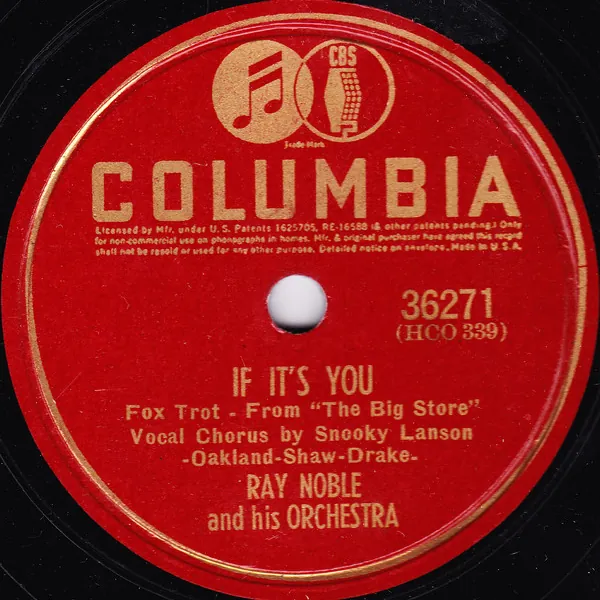 CBS
Trade Mark
COLUMBIA
Licensed by Mfr. under U.S. Patents 1625705, RE-16588 (& other patents pending.) Only
for non-commercial use on phonographs in homes. Mfr. & original purchaser have agreed this record
shall not be resold or used for any other purpose. Detailed notice on envelope. Made in U.S.A.
36271
(HCO 339)
IF IT'S YOU
Fox Trot - From "The Big Store"
Vocal Chorus by Snooky Lanson
-Oakland-Shaw-Drake-
RAY NOBLE
and his ORCHESTRA